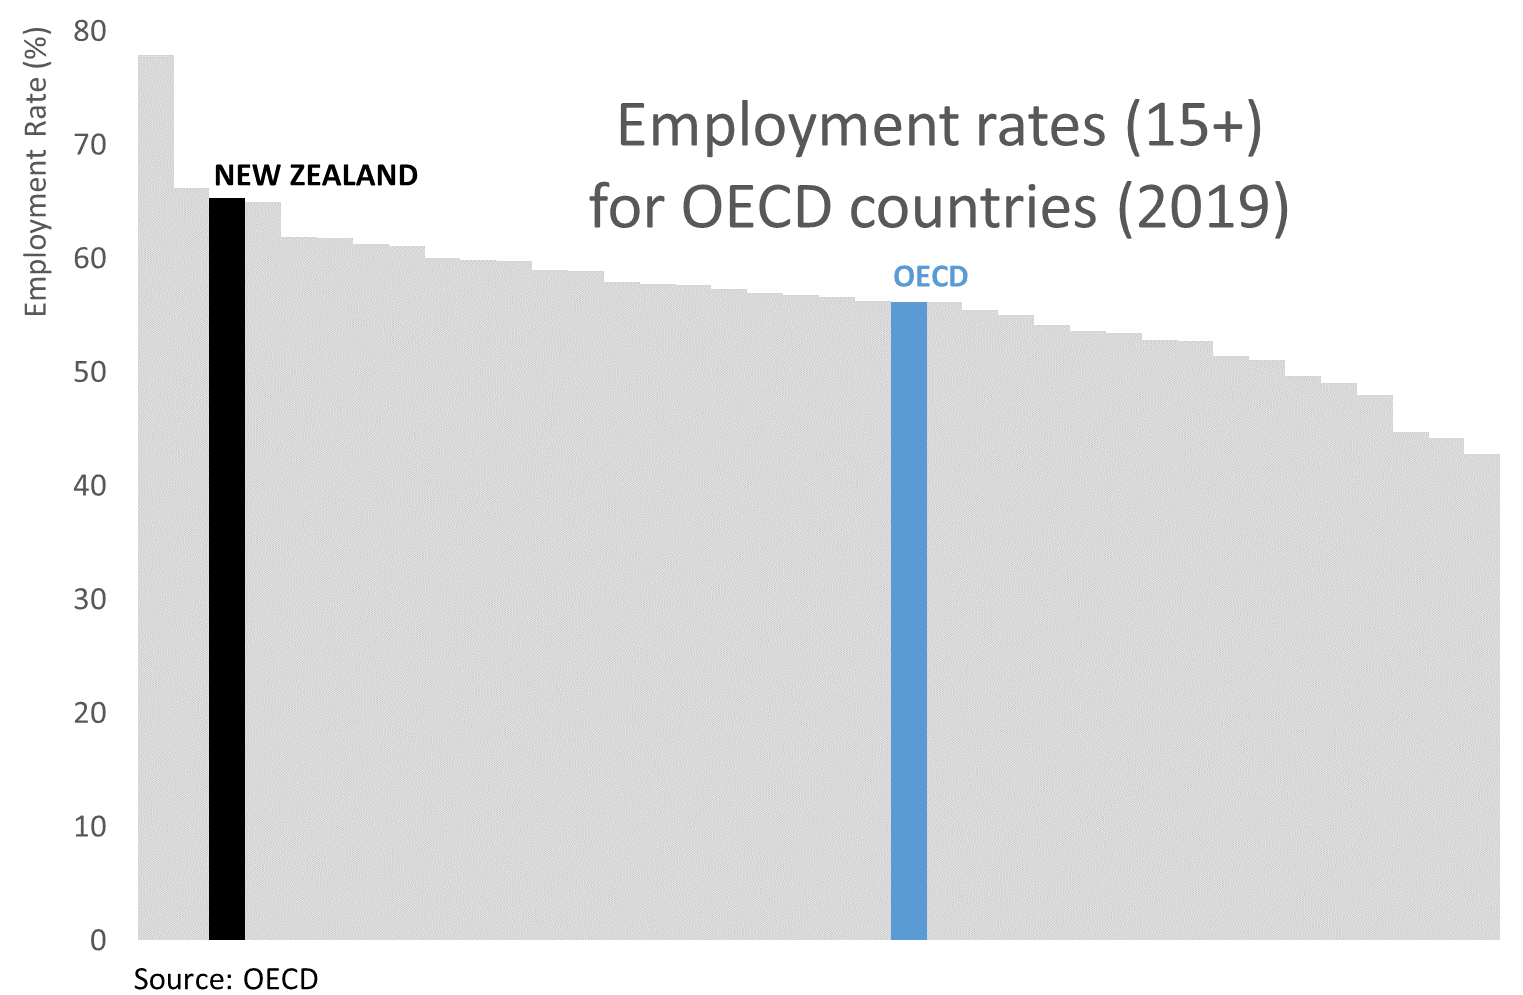 Employment rates (15+)
for OECD countries (2019)
Employment Rate (%)
80
70
60
50
40
30
20
10
0
NEW ZEALAND
OECD
Source: OECD